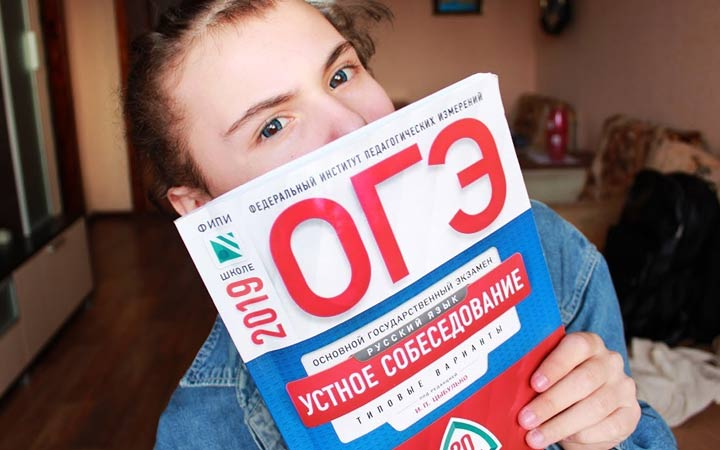 ФЕДЕРАЛЬНЫЙ ИНСТИТУТ ПЕДАГОГИЧЕСКИХ ИЗМЕРЕНИЙ
ФИПИ
ШКОЛЕ
2019
ОГЭ
ОСНОВНОЙ ГОСУДАРСТВЕННЫЙ ЭКЗАМЕН
РУССКИЙ ЯЗЫК
УСТНОЕ СОБЕСЕДОВАНИЕ
ТИПОВЫЕ ВАРИАНТЫ
ПОД РЕДАКЦИЕЙ
И. П. ЦЫБУЛЬКО